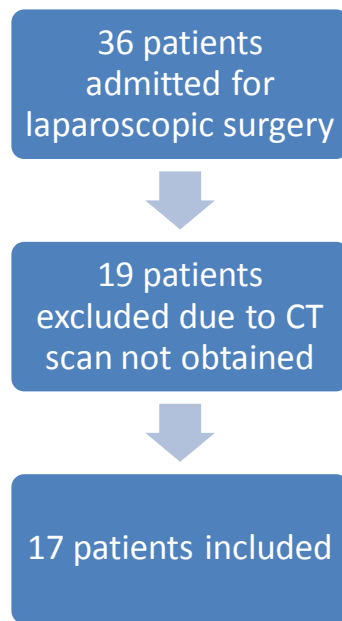 36 patients
admitted for
laparoscopic surgery
19 patients
excluded due to CT
scan not obtained
17 patients included